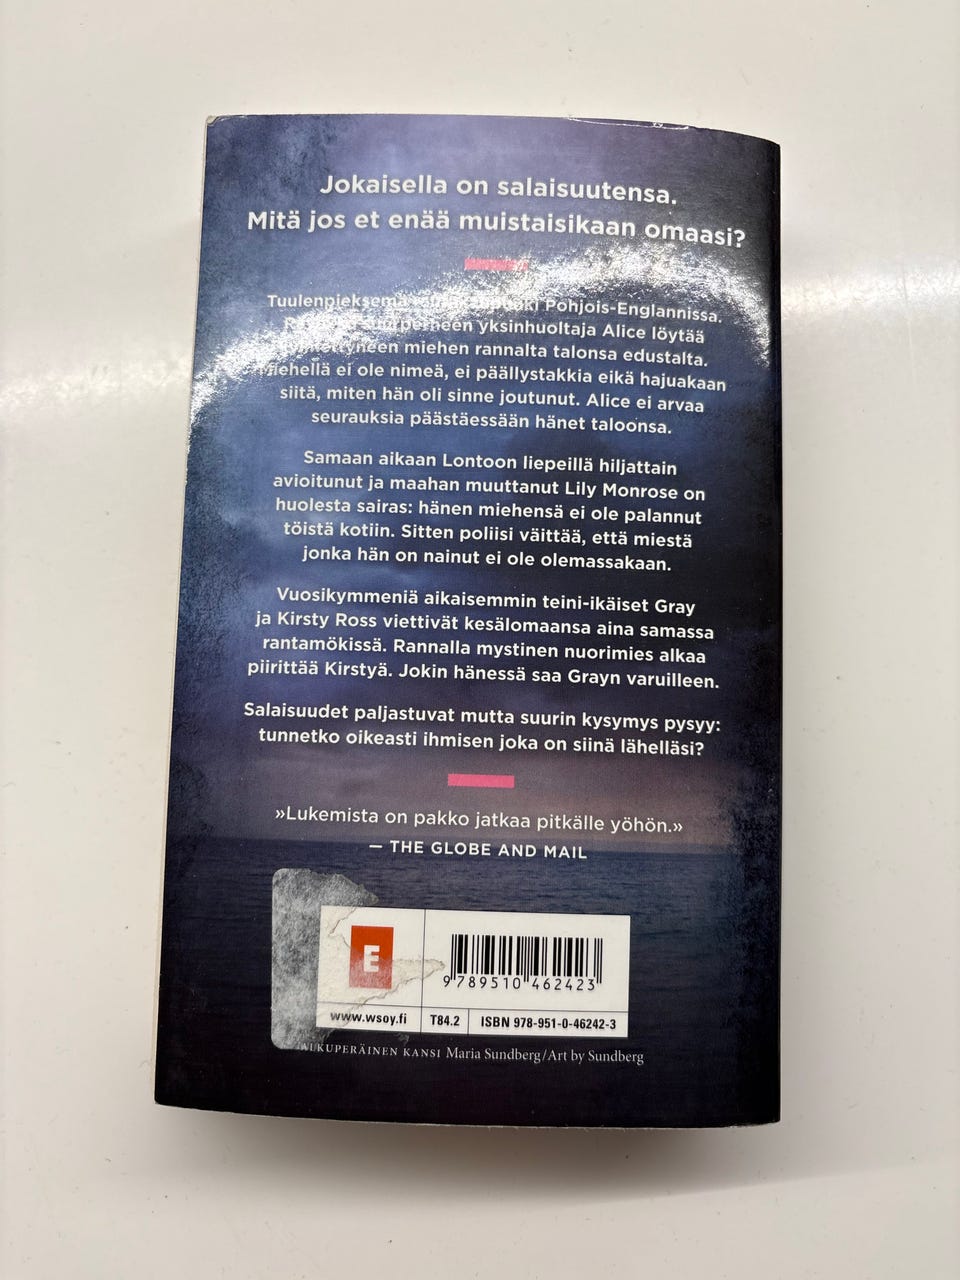 Jokaisella on salaisuutensa.
Mitä jos et enää muistaisikaan omaasi?
Tuulenpieksemä Pohjois-Englannissa.
yksinhuoltaja Alice löytää
miehen rannalta talonsa edustalta.
Miehellä ei ole nimeä, ei päällystakkia eikä hajuakaan
siitä, miten hän oli sinne joutunut. Alice ei arvaa
seurauksia päästäessään hänet taloonsa.
Samaan aikaan Lontoon liepeillä hiljattain
avioitunut ja maahan muuttanut Lily Monrose on
huolesta sairas: hänen miehensä ei ole palannut
töistä kotiin. Sitten poliisi väittää, että miestä
jonka hän on nainut ei ole olemassakaan.
Vuosikymmeniä aikaisemmin teini-ikäiset Gray
ja Kirsty Ross viettivät kesälomaansa aina samassa
rantamökissä. Rannalla mystinen nuorimies alkaa
piirittää Kirstyä. Jokin hänessä saa Grayn varuilleen.
Salaisuudet paljastuvat mutta suurin kysymys pysyy:
tunnetko oikeasti ihmisen joka on siinä lähelläsi?
»Lukemista on pakko jatkaa pitkälle yöhön.»
— THE GLOBE AND MAIL
E
9 789510 462423
www.wsoy.fi T84.2 ISBN 978-951-0-46242-3
ALKUPERÄINEN KANSI Maria Sundberg/Art by Sundberg